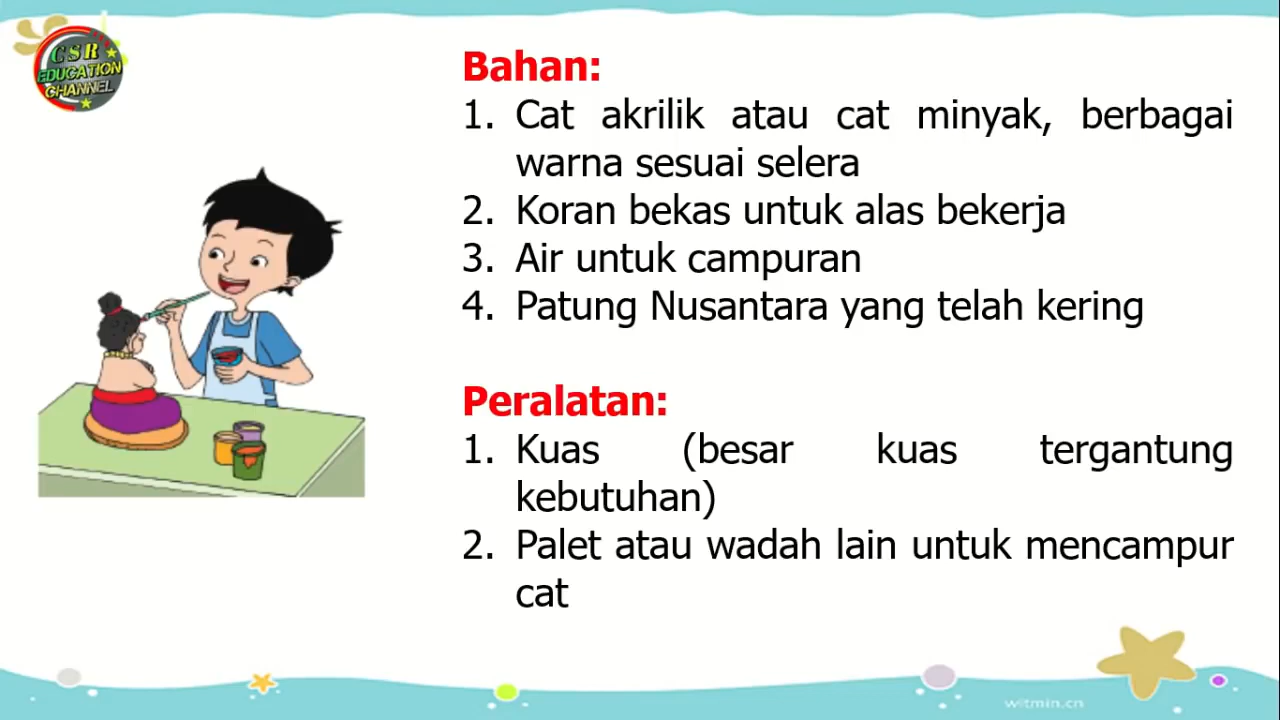 CSR
EDUCATION
CHANNEL
Bahan:
1. Cat akrilik atau cat minyak, berbagai
warna sesuai selera
2. Koran bekas untuk alas bekerja
3. Air untuk campuran
4. Patung Nusantara yang telah kering
Peralatan:
1. Kuas (besar kuas tergantung
kebutuhan)
2. Palet atau wadah lain untuk mencampur
cat
witmin.cn